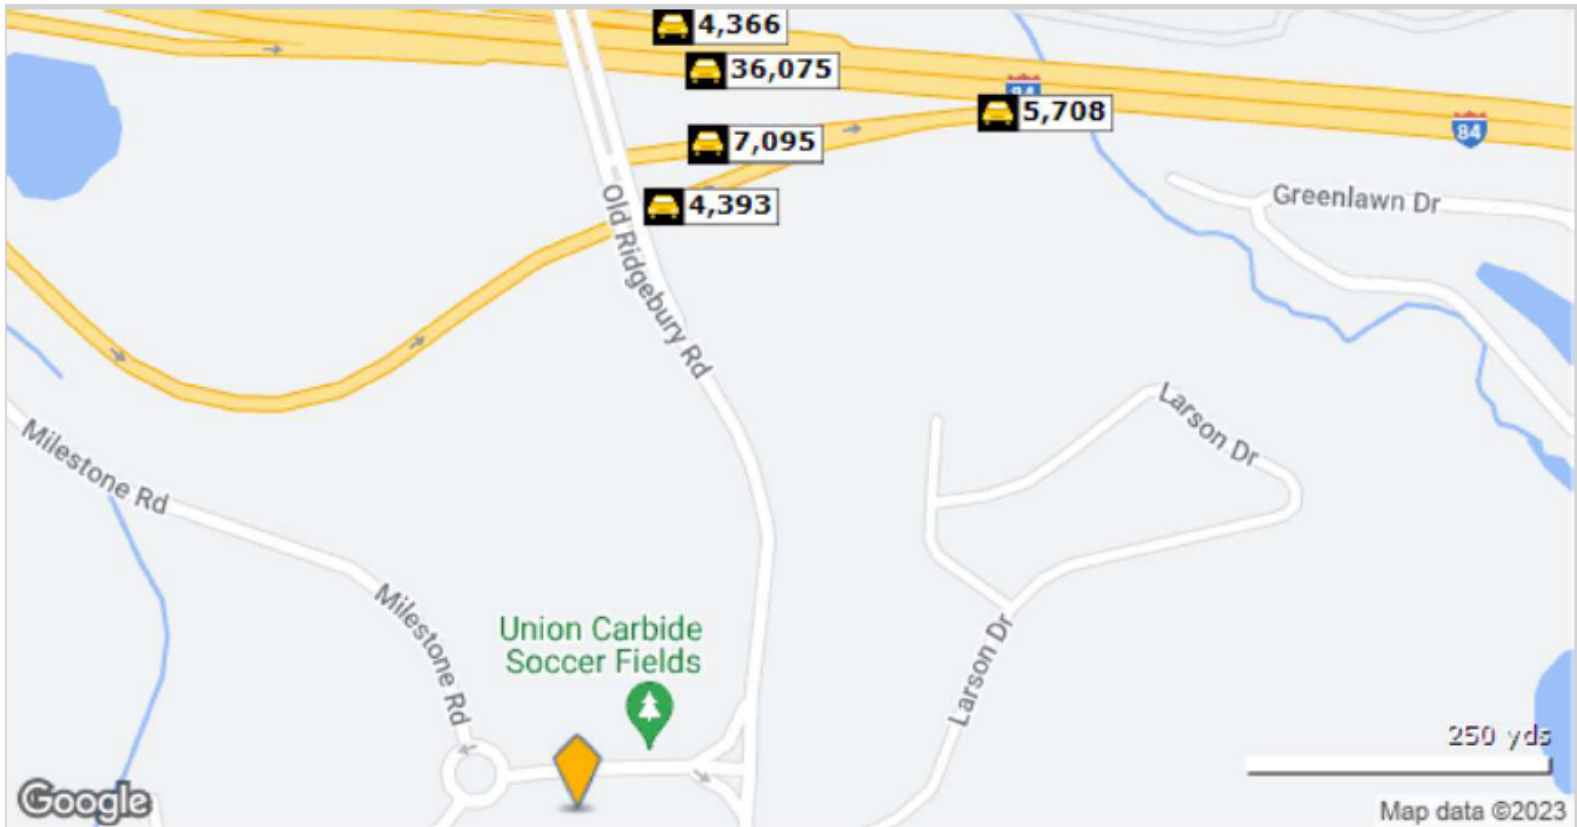 4,366
36,075
84
5,708
84
7,095
Greenlawn Dr
4,393
Old Ridgebury Rd
Larson Dr
Milestone Rd
Milestone Rd
Union Carbide
Soccer Fields
Larson Dr
250 yds
Google
Map data ©2023